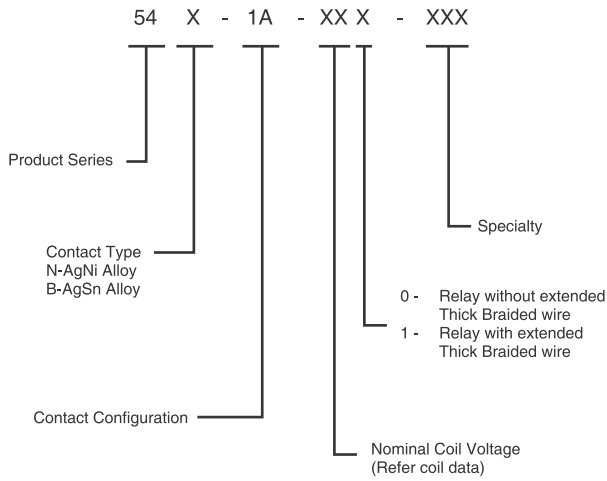 54 X - 1A - XX X - XXX
Product Series
Specialty
Contact Type
N-AgNi Alloy
B-AgSn Alloy
0 - Relay without extended
Thick Braided wire
1 - Relay with extended
Thick Braided wire
Contact Configuration
Nominal Coil Voltage
(Refer coil data)